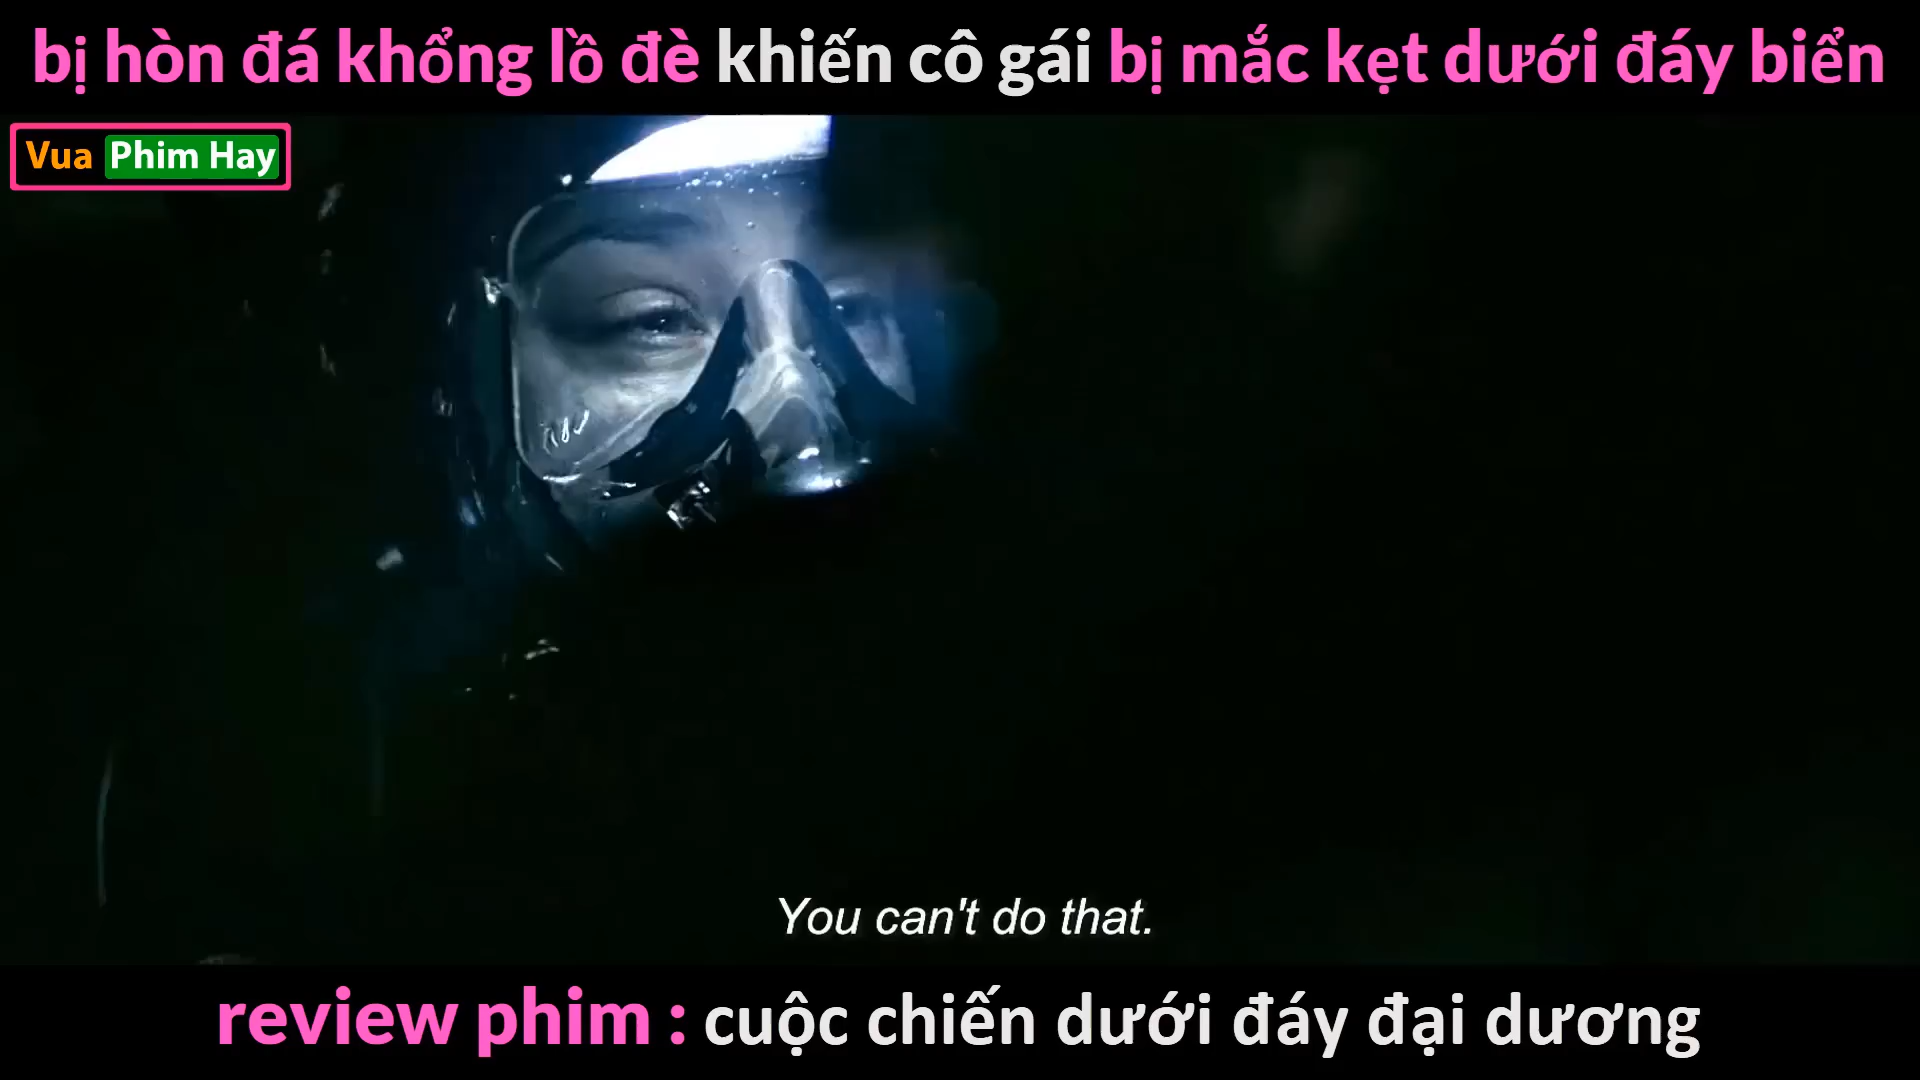 bị hòn đá khổng lồ đè khiến cô gái bị mắc kẹt dưới đáy biển
Vua Phim Hay
You can't do that.
review phim : cuộc chiến dưới đáy đại dương